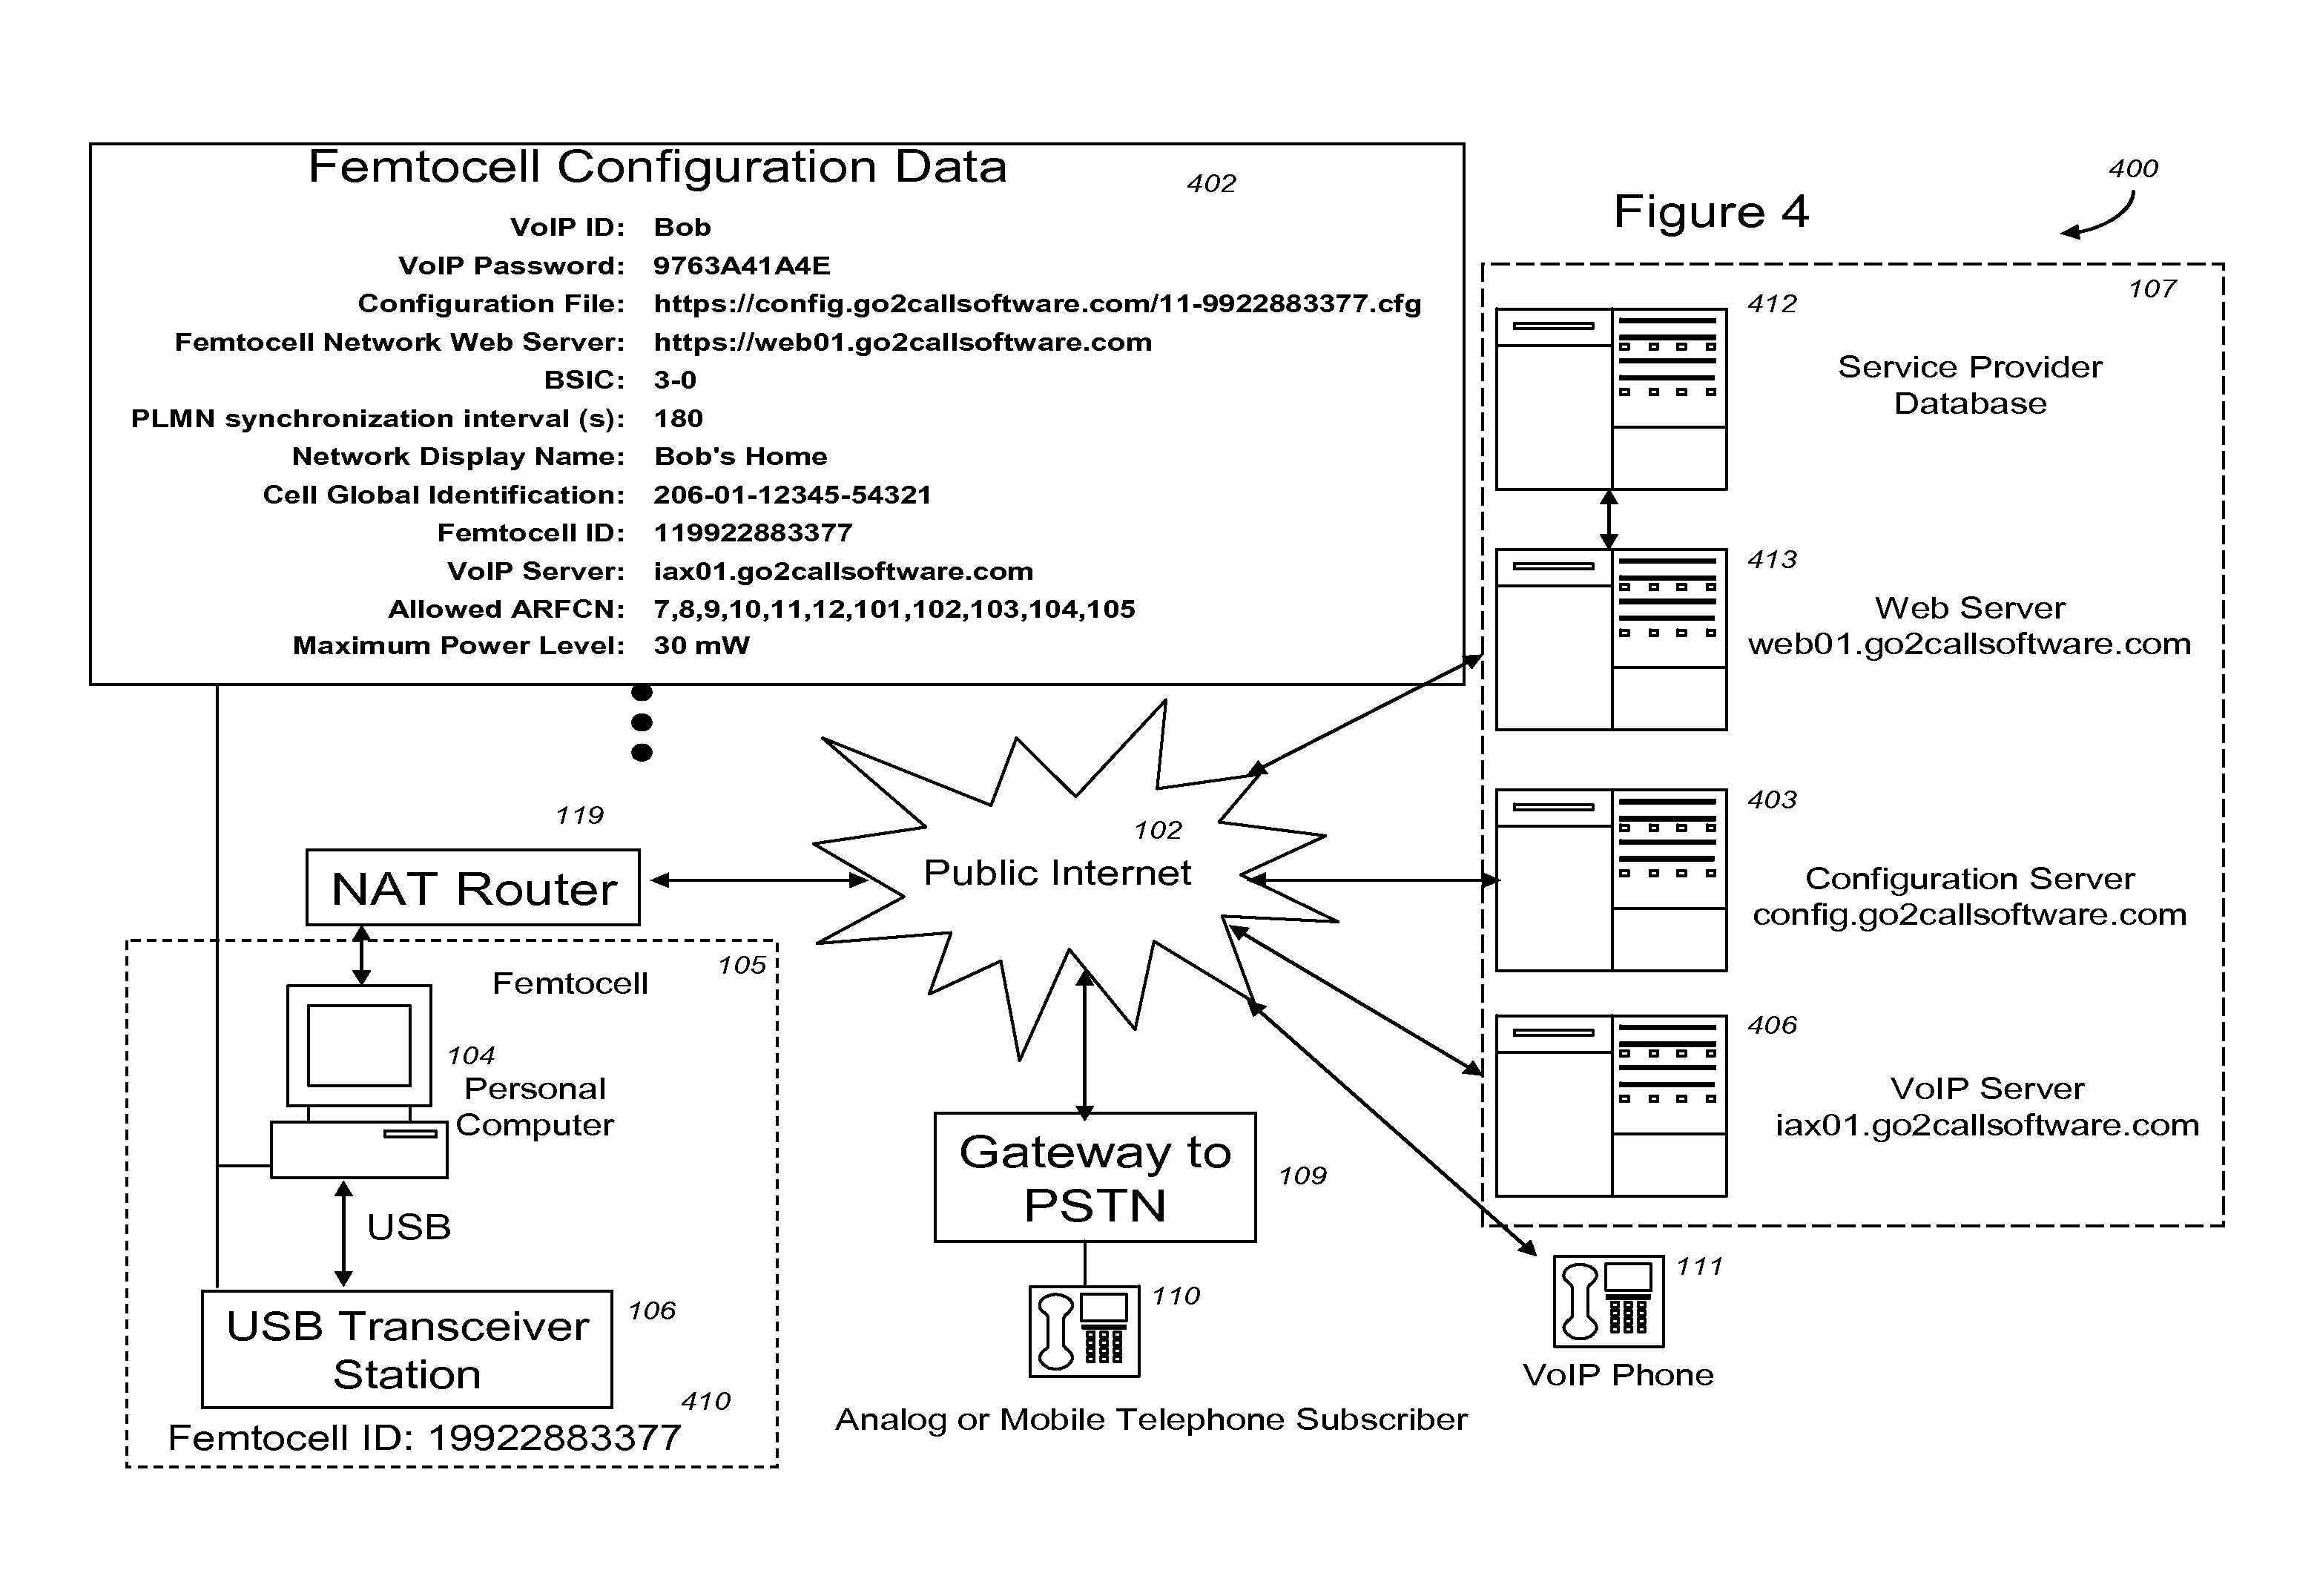 Femtocell Configuration Data
402
VoIP ID: Bob
VoIP Password: 9763A41A4E
Configuration File: https://config.go2callsoftware.com/11-9922883377.cfg
Femtocell Network Web Server: https://web01.go2callsoftware.com
BSIC: 3-0
PLMN synchronization interval (s): 180
Network Display Name: Bob's Home
Cell Global Identification: 206-01-12345-54321
Femtocell ID: 119922883377
VoIP Server: iax01.go2callsoftware.com
Allowed ARFCN: 7,8,9,10,11,12,101,102,103,104,105
Maximum Power Level: 30 mW
Figure 4
400
107
412
Service Provider
Database
413
Web Server
web01.go2callsoftware.com
403
Configuration Server
config.go2callsoftware.com
406
VoIP Server
iax01.go2callsoftware.com
119
NAT Router
102
Public Internet
105
Femtocell
104
Personal
Computer
USB
USB Transceiver
Station
106
410
Femtocell ID: 19922883377
Gateway to
PSTN
109
110
Analog or Mobile Telephone Subscriber
111
VoIP Phone